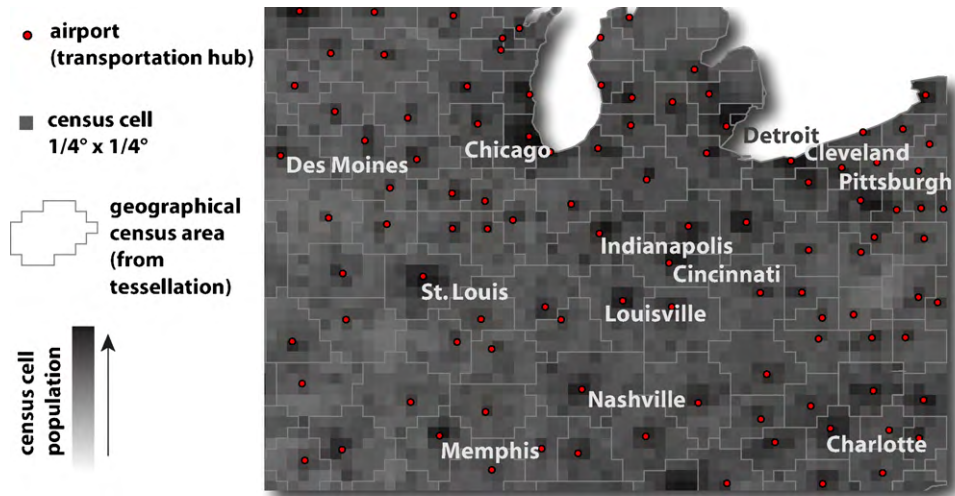 airport
(transportation hub)
census cell
1/4° x 1/4°
geographical
census area
(from
tessellation)
census cell
population
Detroit
Chicago
Cleveland
Des Moines
Pittsburgh
Indianapolis
Cincinnati
St. Louis
Louisville
Nashville
Memphis
Charlotte